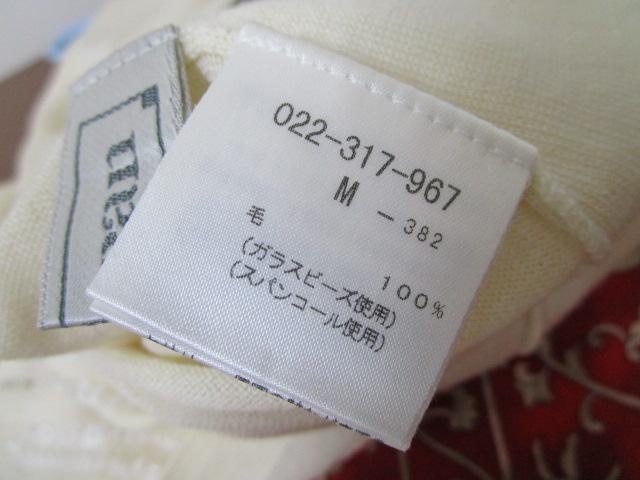 022-317-967
M -382
毛 100%
(ガラスビーズ使用)
(スパンコール使用)